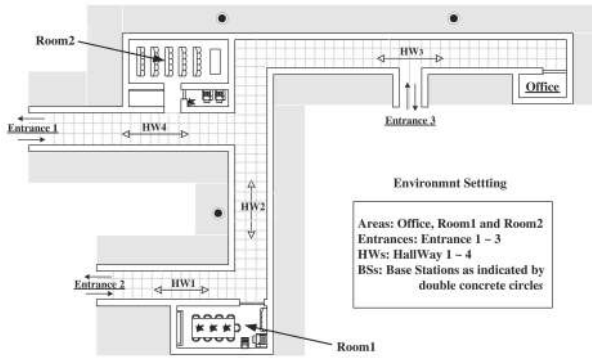 Room2
HW3
Office
Entrance 1
HW4
Entrance 3
Environmnt Settting
HW2
Areas: Office, Room1 and Room2
Entrances: Entrance 1 – 3
HWs: HallWay 1 – 4
BSs: Base Stations as indicated by
double concrete circles
Entrance 2
HW1
Room1